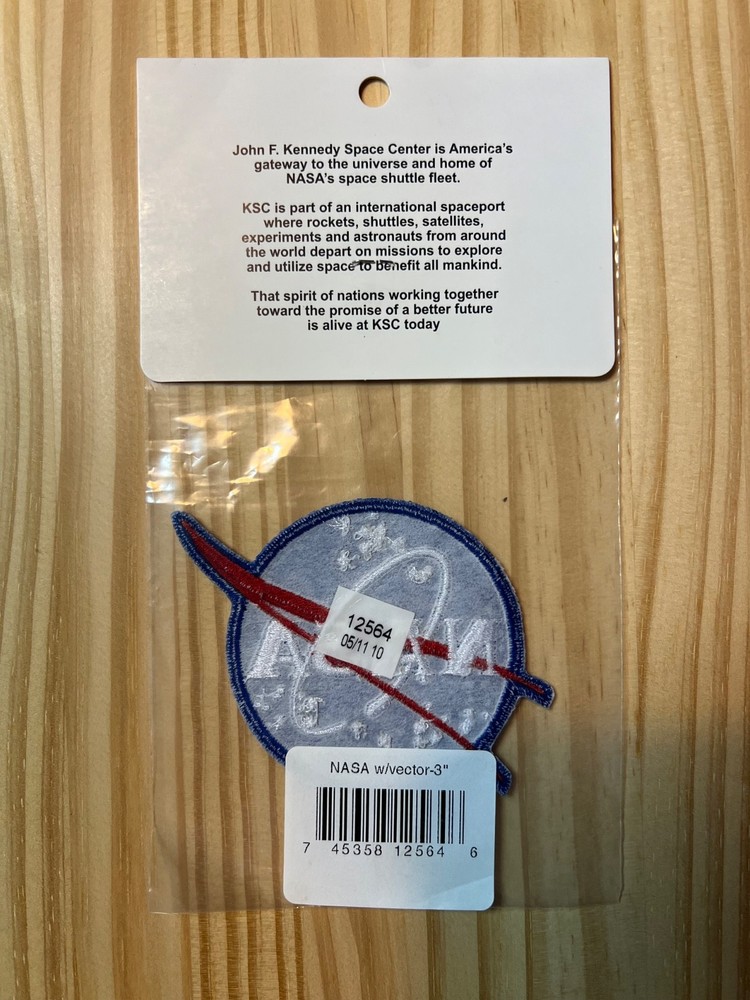 John F. Kennedy Space Center is America's
gateway to the universe and home of
NASA's space shuttle fleet.
KSC is part of an international spaceport
where rockets, shuttles, satellites,
experiments and astronauts from around
the world depart on missions to explore
and utilize space to benefit all mankind.
That spirit of nations working together
toward the promise of a better future
is alive at KSC today
NASA
12564
05/11 10
NASA w/vector-3"
7 45358 12564 6